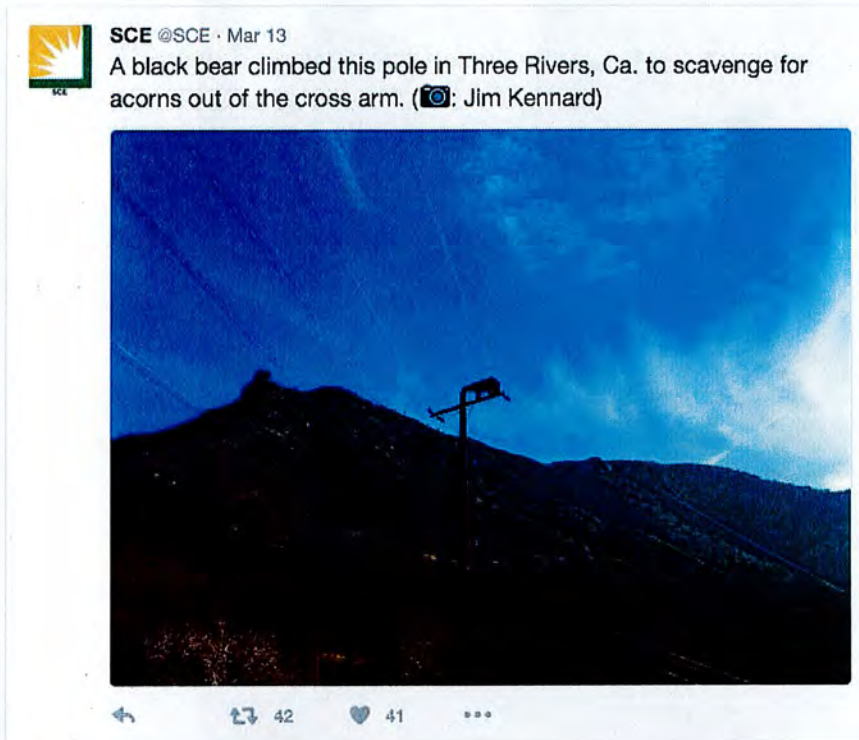 SCE @SCE · Mar 13
A black bear climbed this pole in Three Rivers, Ca. to scavenge for
acorns out of the cross arm. (📷: Jim Kennard)
SCE
42 41